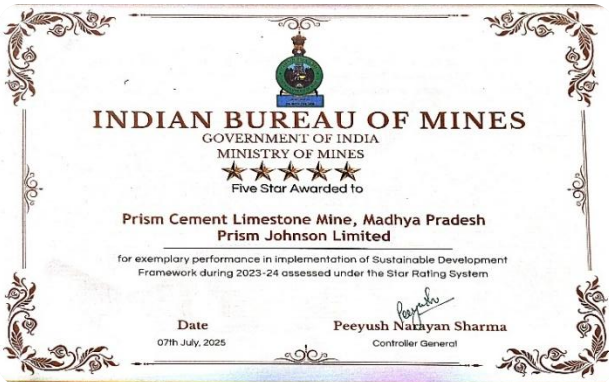 INDIAN BUREAU OF MINES
GOVERNMENT OF INDIA
MINISTRY OF MINES
Five Star Awarded to
Prism Cement Limestone Mine, Madhya Pradesh
Prism Johnson Limited
for exemplary performance in implementation of Sustainable Development
Framework during 2023-24 assessed under the Star Rating System
Peeyush
Date
Peeyush Narayan Sharma
07th July, 2025
Controller General